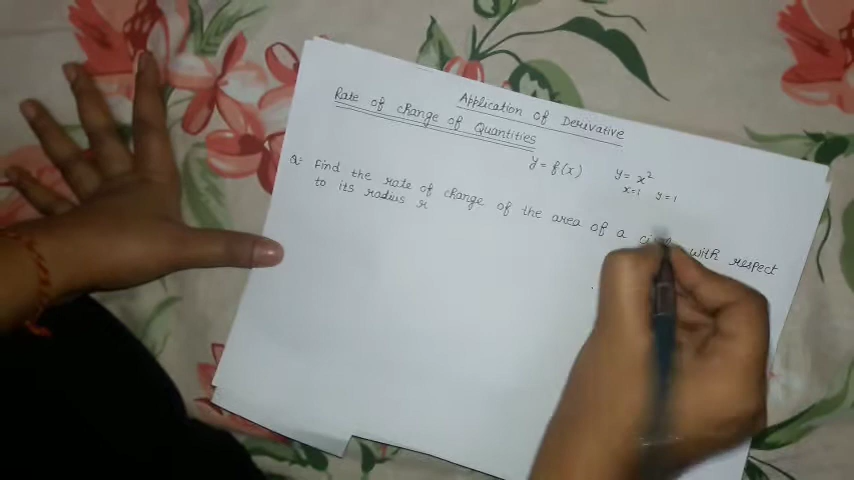 Application of Derivative
Rate of change of Quantities
y = f(x)
y = x²
x=1 y=1
Q: Find the rate of change of the area of a with respect
to its radius r